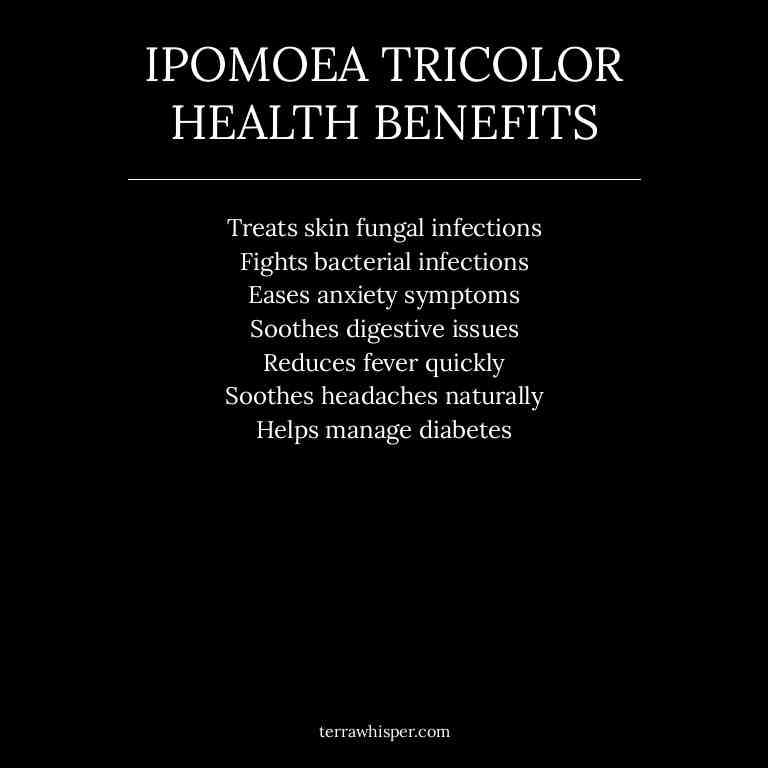 IPOMOEA TRICOLOR
HEALTH BENEFITS
Treats skin fungal infections
Fights bacterial infections
Eases anxiety symptoms
Soothes digestive issues
Reduces fever quickly
Soothes headaches naturally
Helps manage diabetes
terrawhisper.com